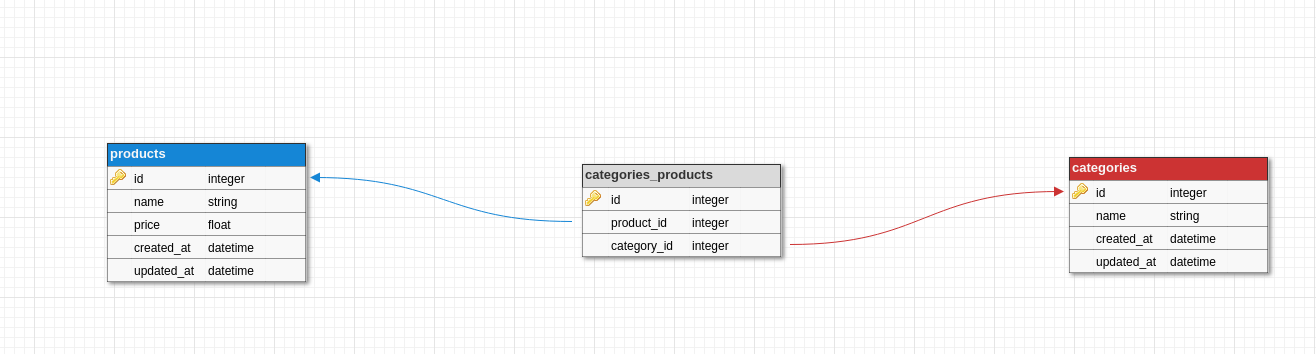 products
id integer
name string
price float
created_at datetime
updated_at datetime
categories_products
id integer
product_id integer
category_id integer
categories
id integer
name string
created_at datetime
updated_at datetime